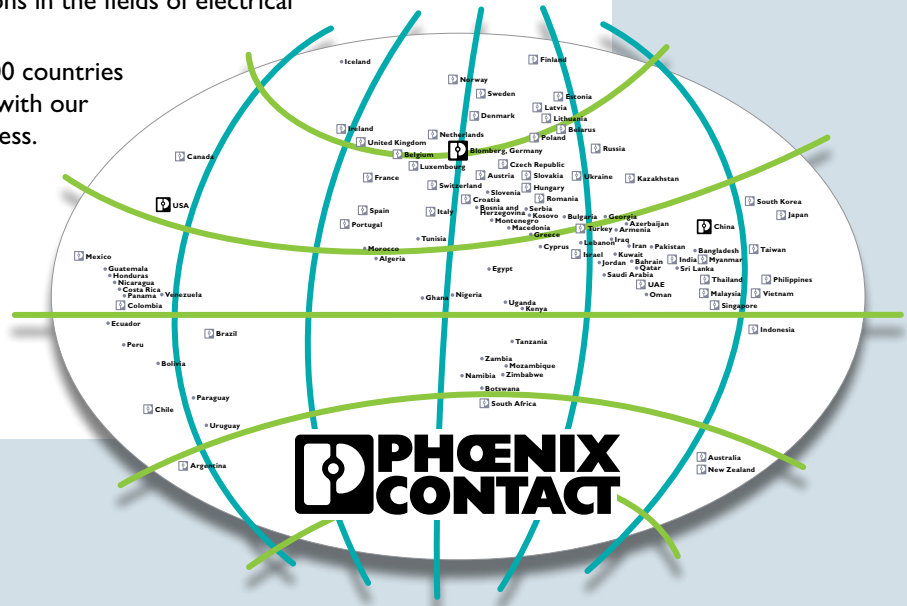 ons in the fields of electrical
00 countries
with our
ess.
Iceland
Finland
Norway
Sweden
Estonia
Latvia
Denmark
Lithuania
Ireland
Belarus
Netherlands
Poland
United Kingdom
Russia
Belgium
Blomberg, Germany
Canada
Luxembourg
Czech Republic
France
Austria
Slovakia
Ukraine
Kazakhstan
Switzerland
Hungary
Slovenia
Croatia
Romania
USA
South Korea
Spain
Italy
Bosnia and
Herzegovina
Serbia
Kosovo
Bulgaria
Georgia
Japan
Portugal
Montenegro
Azerbaijan
Macedonia
Turkey
Armenia
China
Greece
Tunisia
Morocco
Cyprus
Lebanon
Iraq
Iran
Pakistan
Bangladesh
Taiwan
Mexico
Algeria
Israel
Kuwait
India
Myanmar
Jordan
Bahrain
Guatemala
Egypt
Qatar
Sri Lanka
Honduras
Saudi Arabia
Nicaragua
UAE
Thailand
Philippines
Costa Rica
Panama
Venezuela
Ghana
Nigeria
Oman
Malaysia
Vietnam
Colombia
Uganda
Kenya
Singapore
Ecuador
Brazil
Indonesia
Peru
Tanzania
Bolivia
Zambia
Mozambique
Namibia
Zimbabwe
Botswana
Paraguay
South Africa
Chile
Uruguay
Argentina
Australia
New Zealand
PHŒNIX
CONTACT